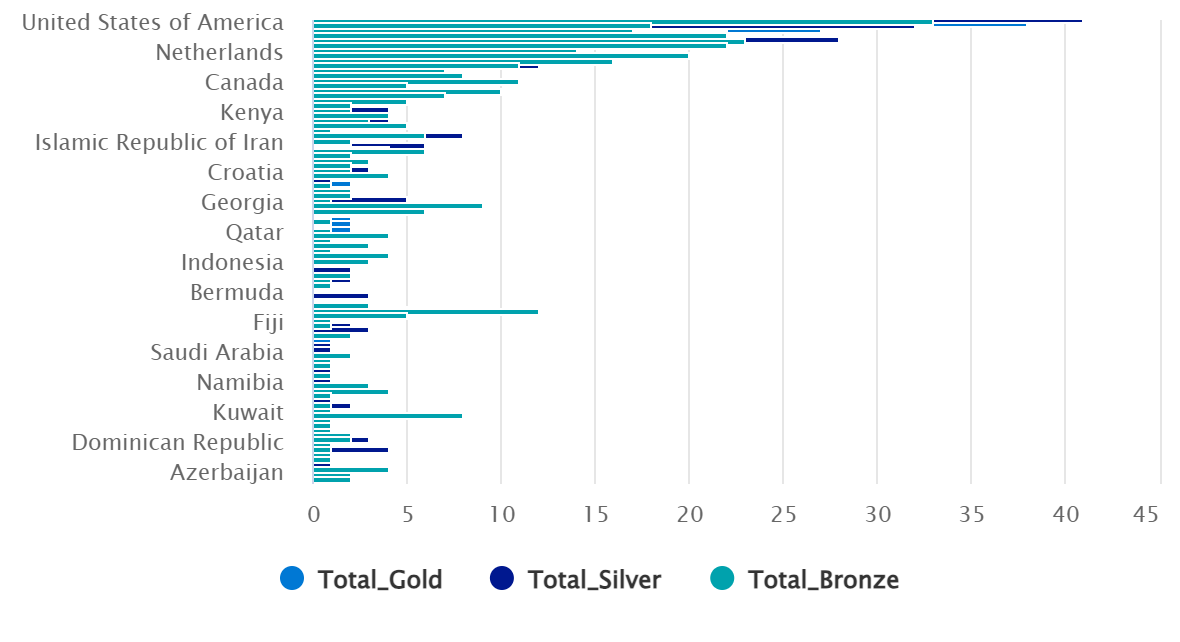 United States of America
Netherlands
Canada
Kenya
Islamic Republic of Iran
Croatia
Georgia
Qatar
Indonesia
Bermuda
Fiji
Saudi Arabia
Namibia
Kuwait
Dominican Republic
Azerbaijan
0 5 10 15 20 25 30 35 40 45
Total_Gold Total_Silver Total_Bronze